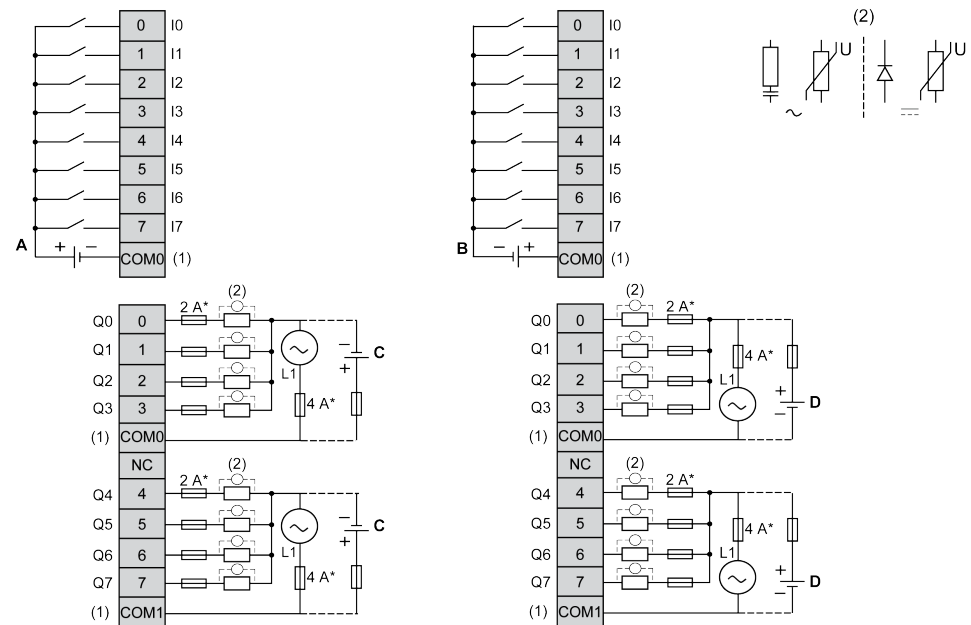 0 I0
1 I1
2 I2
3 I3
4 I4
5 I5
6 I6
7 I7
A + − COM0 (1)
0 I0
1 I1
2 I2
3 I3
4 I4
5 I5
6 I6
7 I7
B − + COM0 (1)
(2)
U U
~
(2)
Q0 0 2 A*
Q1 1 − C
L1 +
Q2 2
Q3 3 4 A*
(1) COM0
NC (2)
Q4 4 2 A*
Q5 5 − C
L1 +
Q6 6
Q7 7 4 A*
(1) COM1
(2)
Q0 0 2 A*
Q1 1 4 A*
Q2 2 L1 +
Q3 3 − D
(1) COM0
NC (2)
Q4 4 2 A*
Q5 5 4 A*
Q6 6 L1 +
Q7 7 − D
(1) COM1